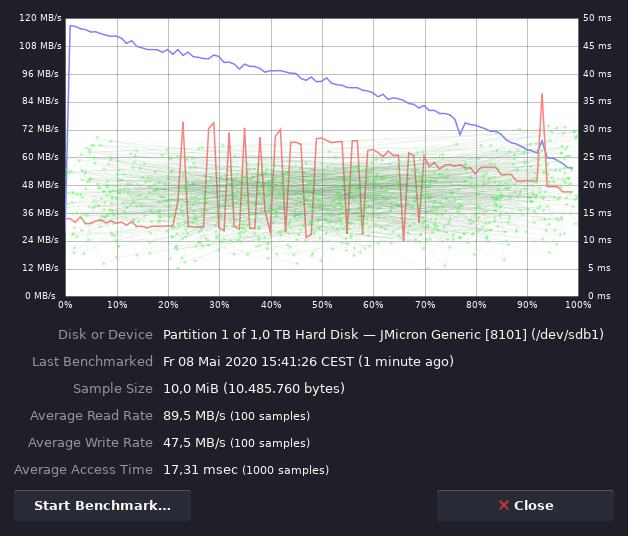 120 MB/s 50 ms
108 MB/s 45 ms
96 MB/s 40 ms
84 MB/s 35 ms
72 MB/s 30 ms
60 MB/s 25 ms
48 MB/s 20 ms
36 MB/s 15 ms
24 MB/s 10 ms
12 MB/s 5 ms
0 MB/s 0 ms
0% 10% 20% 30% 40% 50% 60% 70% 80% 90% 100%
Disk or Device Partition 1 of 1,0 TB Hard Disk — JMicron Generic [8101] (/dev/sdb1)
Last Benchmarked Fr 08 Mai 2020 15:41:26 CEST (1 minute ago)
Sample Size 10,0 MiB (10.485.760 bytes)
Average Read Rate 89,5 MB/s (100 samples)
Average Write Rate 47,5 MB/s (100 samples)
Average Access Time 17,31 msec (1000 samples)
Start Benchmark... Close